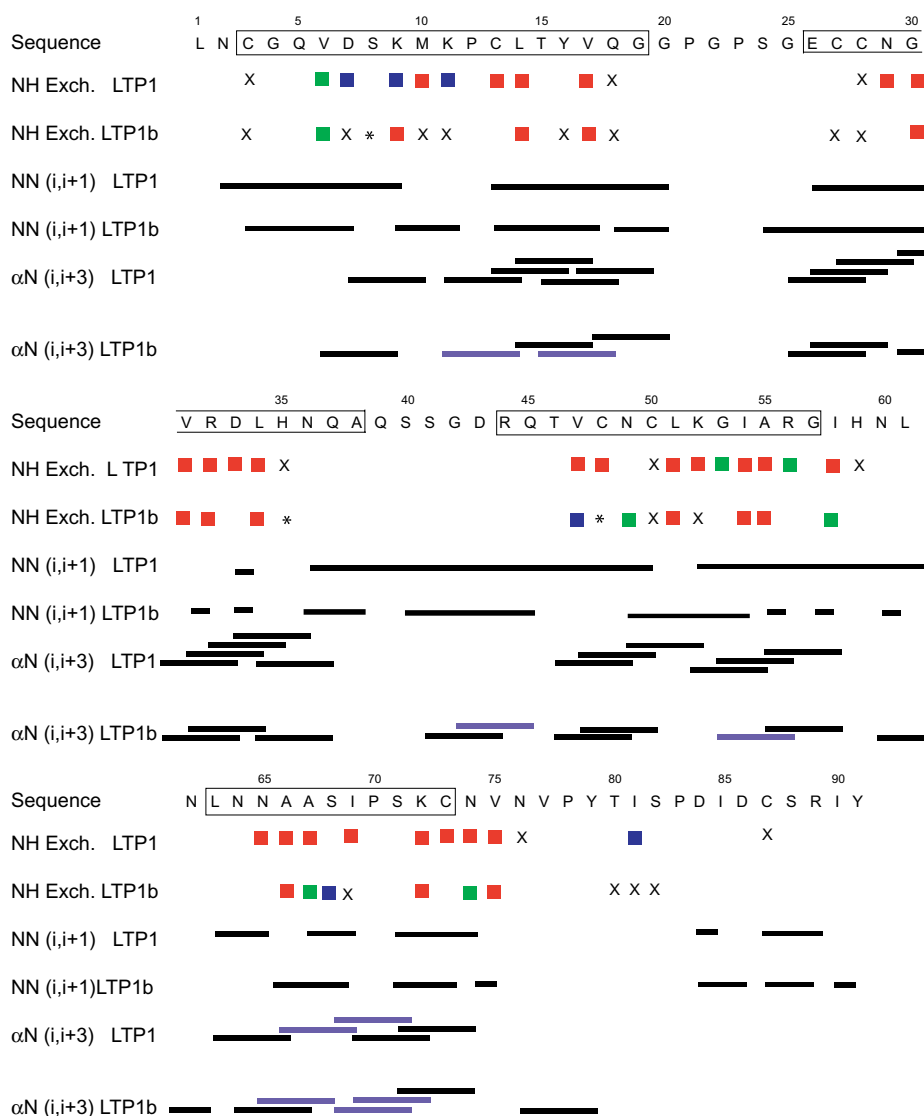 1 5 10 15 20 25 30
Sequence L N C G Q V D S K M K P C L T Y V Q G G P G P S G E C C N G
NH Exch. LTP1 X X X
NH Exch. LTP1b X X * X X X X X X
NN (i,i+1) LTP1
NN (i,i+1) LTP1b
αN (i,i+3) LTP1
αN (i,i+3) LTP1b
35 40 45 50 55 60
Sequence V R D L H N Q A Q S S G D R Q T V C N C L K G I A R G I H N L
NH Exch. L TP1 X X X
NH Exch. LTP1b * * X X
NN (i,i+1) LTP1
NN (i,i+1) LTP1b
αN (i,i+3) LTP1
αN (i,i+3) LTP1b
65 70 75 80 85 90
Sequence N L N N A A S I P S K C N V N V P Y T I S P D I D C S R I Y
NH Exch. LTP1 X X
NH Exch. LTP1b X X X X
NN (i,i+1) LTP1
NN (i,i+1)LTP1b
αN (i,i+3) LTP1
αN (i,i+3) LTP1b